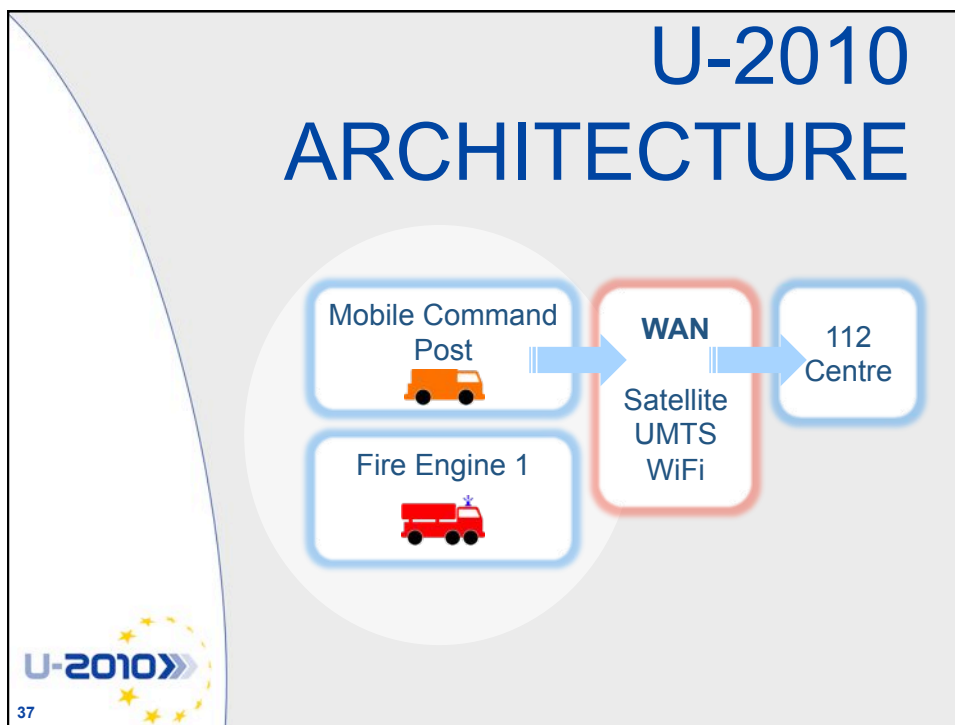 U-2010
ARCHITECTURE
Mobile Command
Post
Fire Engine 1
WAN
Satellite
UMTS
WiFi
112
Centre
U-2010
37